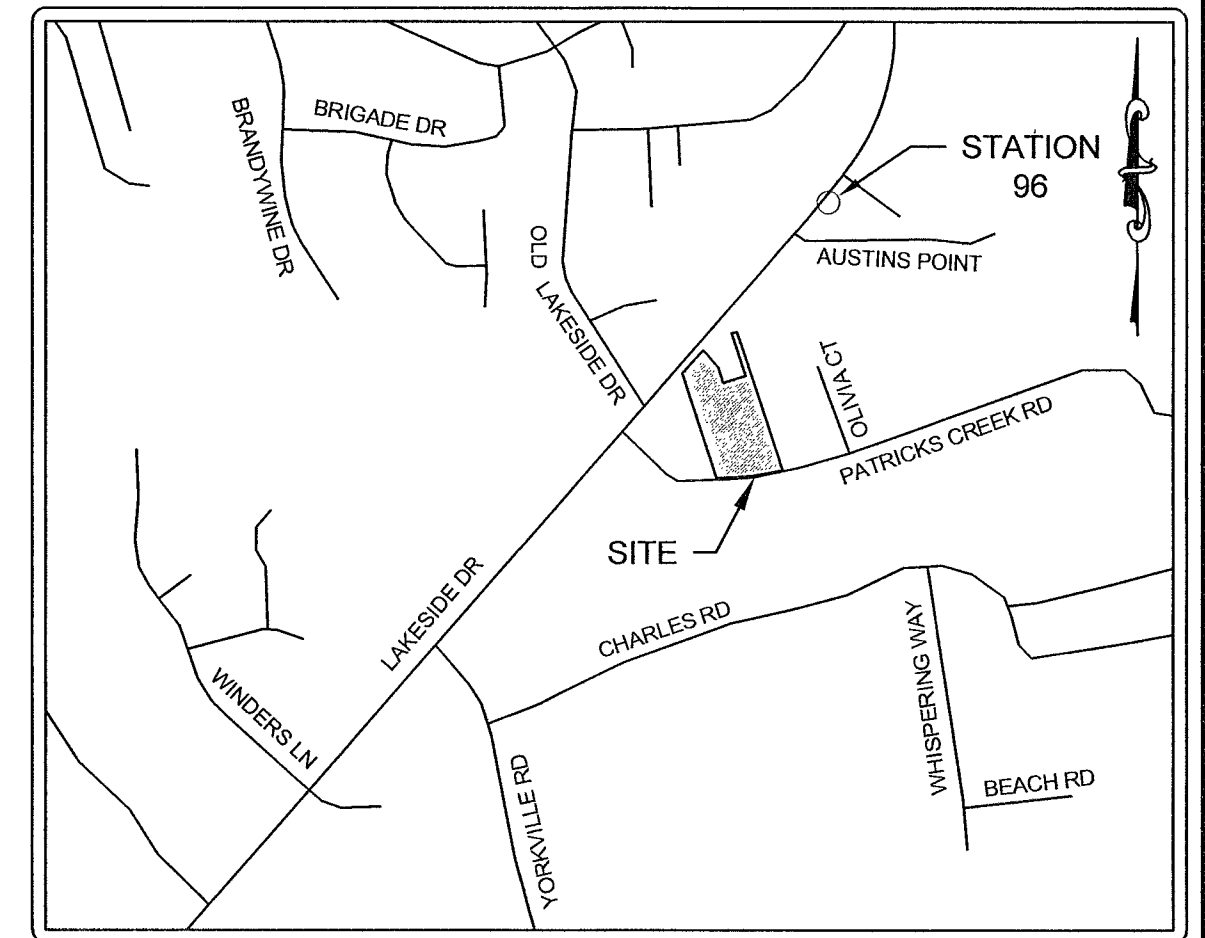 BRIGADE DR
BRANDYWINE DR
STATION
96
OLD
LAKESIDE DR
AUSTINS POINT
OLIVIA CT
PATRICKS CREEK RD
SITE
LAKESIDE DR
CHARLES RD
WINDERS LN
WHISPERING WAY
YORKVILLE RD
BEACH RD